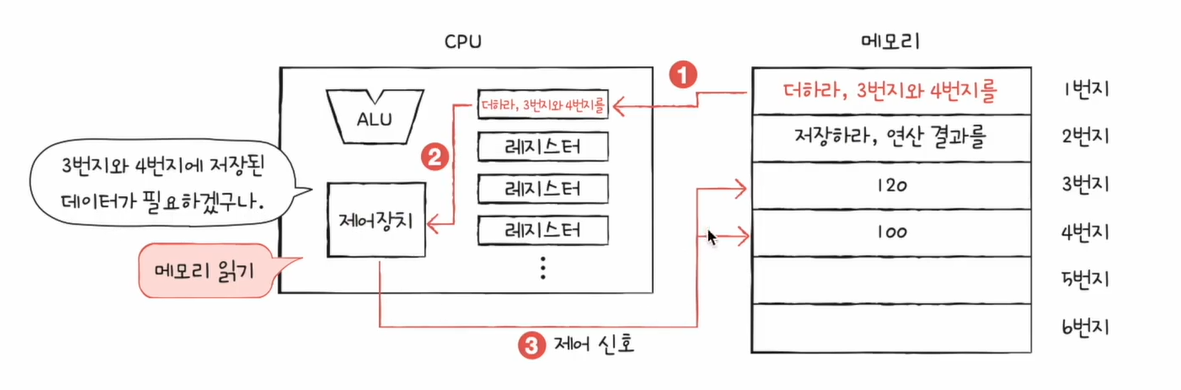 CPU
메모리
ALU
제어장치
더하라, 3번지와 4번지를
레지스터
레지스터
레지스터
3번지와 4번지에 저장된
데이터가 필요하겠구나.
메모리 읽기
1
2
3 제어 신호
더하라, 3번지와 4번지를 1번지
저장하라, 연산 결과를 2번지
120 3번지
100 4번지
5번지
6번지